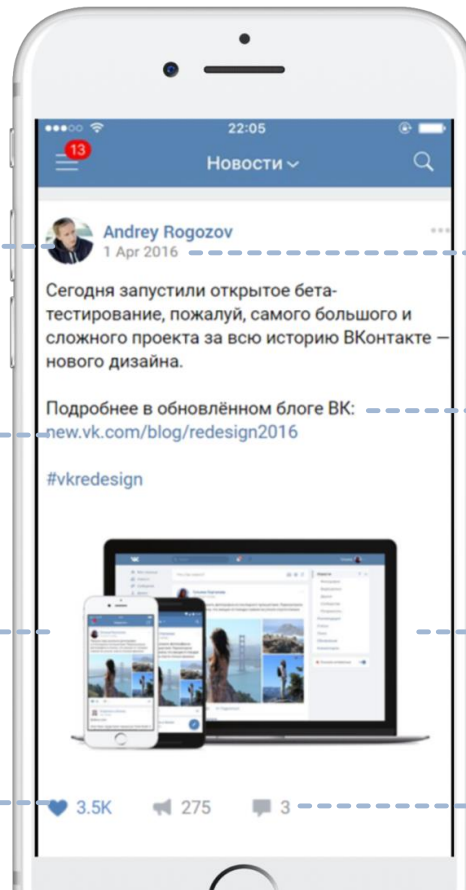 22:05
13
Новости
Andrey Rogozov
1 Apr 2016
Сегодня запустили открытое бета-
тестирование, пожалуй, самого большого и
сложного проекта за всю историю ВКонтакте —
нового дизайна.
Подробнее в обновлённом блоге ВК:
new.vk.com/blog/redesign2016
#vkredesign
3.5K
275
3